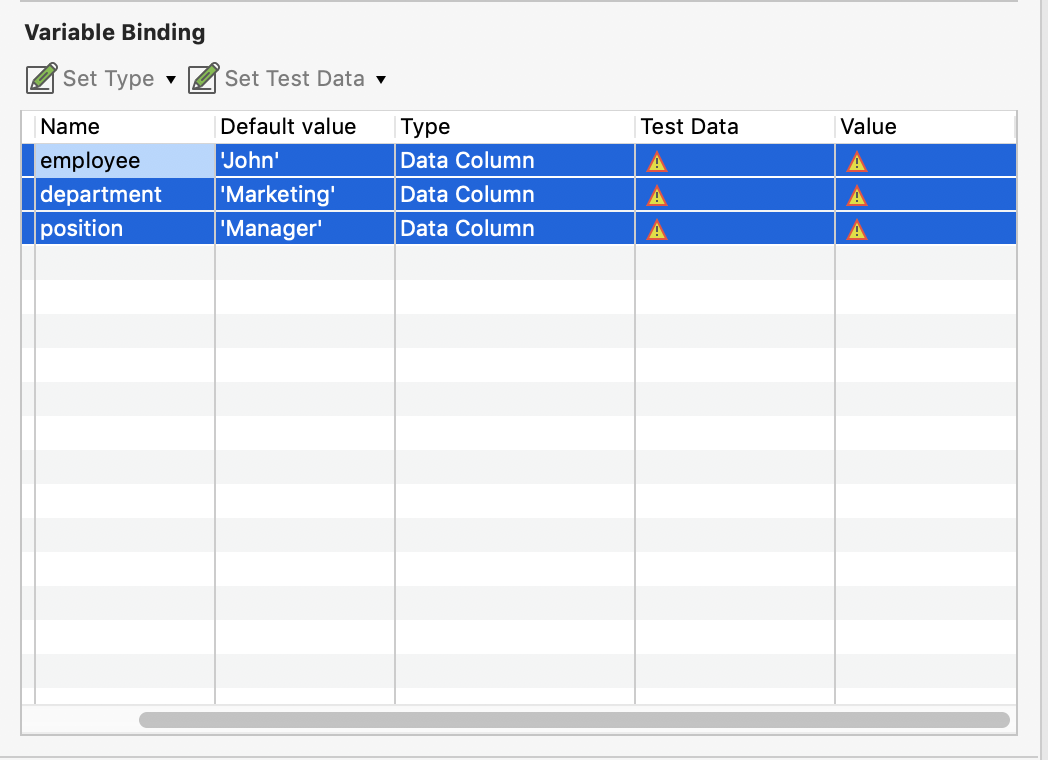 Variable Binding
Set Type Set Test Data
Name Default value Type Test Data Value
employee 'John' Data Column
department 'Marketing' Data Column
position 'Manager' Data Column